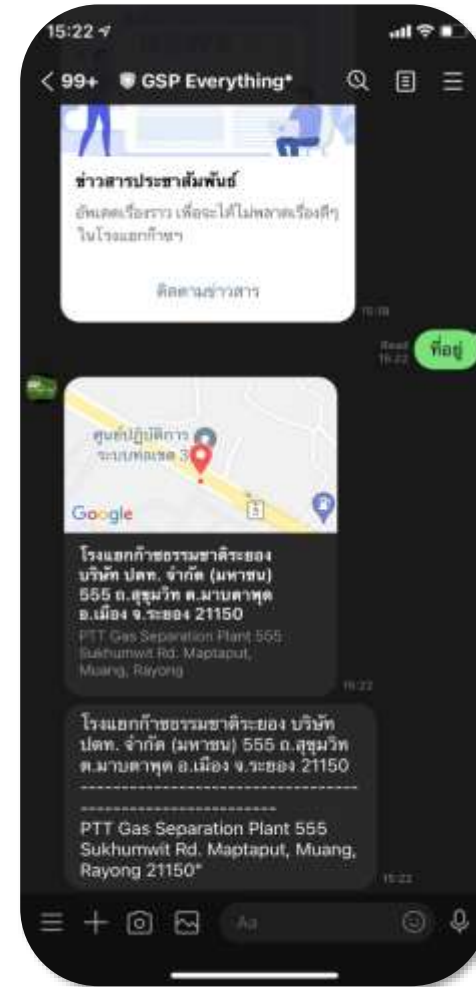 15:22
99+ GSP Everything*
ข่าวสารประชาสัมพันธ์
อัพเดตเรื่องราว เพื่อจะได้ไม่พลาดเรื่องดีๆ
ในโรงแยกก๊าซฯ
ติดตามข่าวสาร
Read
15:22
ที่อยู่
ศูนย์ปฏิบัติการ
ระบบท่อเขต 3
Google
3
โรงแยกก๊าซธรรมชาติระยอง
บริษัท ปตท. จำกัด (มหาชน)
555 ถ.สุขุมวิท ต.มาบตาพุด
อ.เมือง จ.ระยอง 21150
PTT Gas Separation Plant 555
Sukhumwit Rd. Maptaput,
Muang, Rayong
15:22
โรงแยกก๊าซธรรมชาติระยอง บริษัท
ปตท. จำกัด (มหาชน) 555 ถ.สุขุมวิท
ต.มาบตาพุด อ.เมือง จ.ระยอง 21150
----------------------------------
------------------------
PTT Gas Separation Plant 555
Sukhumwit Rd. Maptaput, Muang,
Rayong 21150"
15:22
Aa